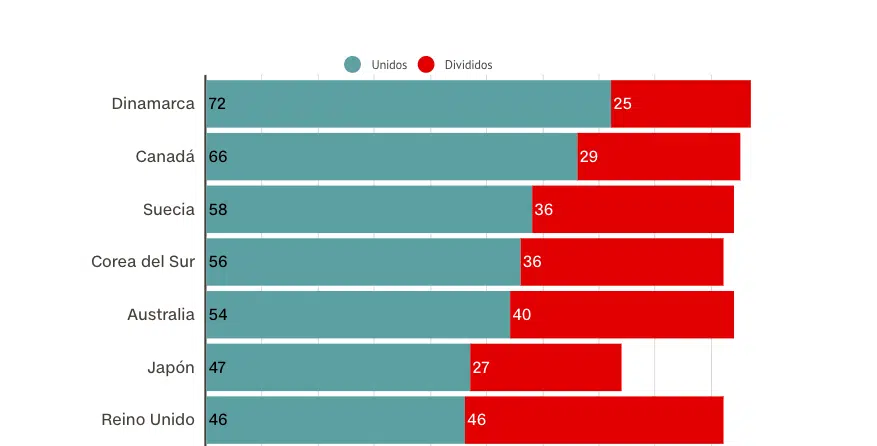 Unidos Divididos
Dinamarca 72 25
Canadá 66 29
Suecia 58 36
Corea del Sur 56 36
Australia 54 40
Japón 47 27
Reino Unido 46 46